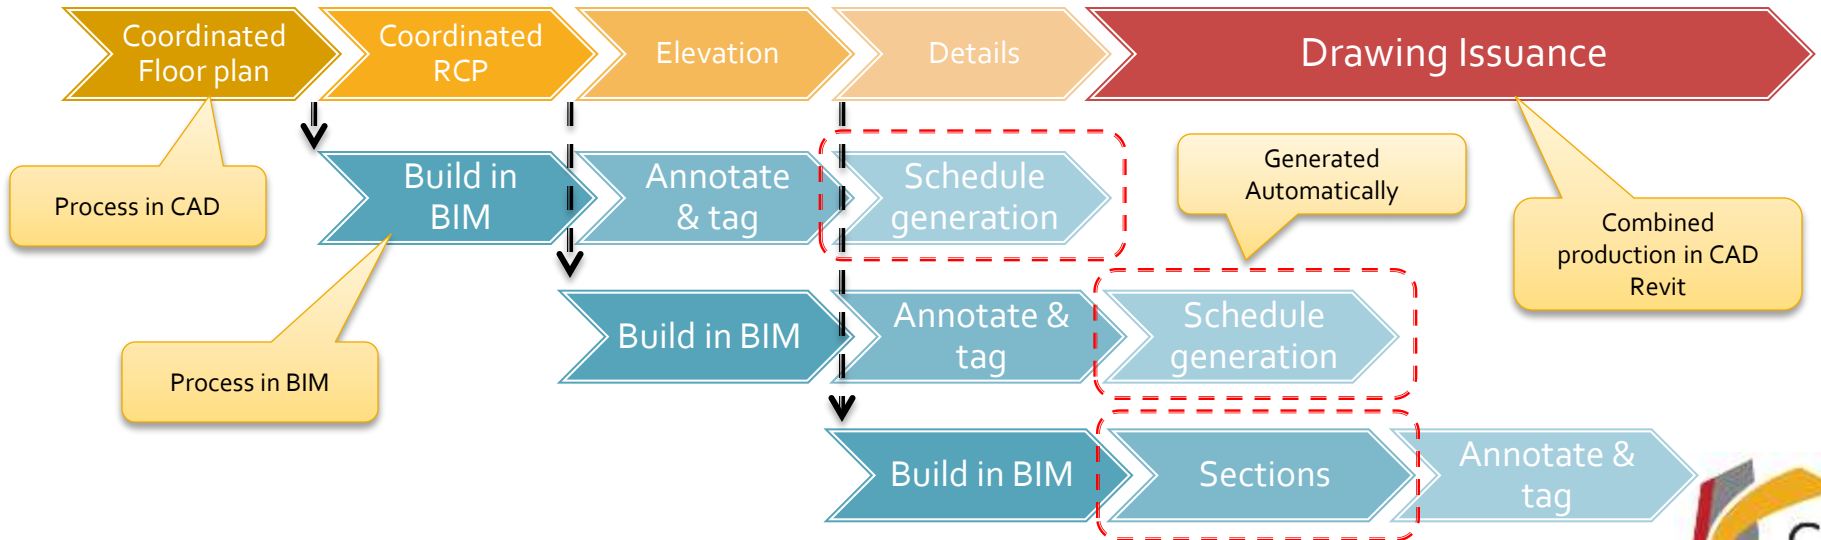 Coordinated
Floor plan
Coordinated
RCP
Elevation
Details
Drawing Issuance
Process in CAD
Build in
BIM
Annotate
& tag
Schedule
generation
Generated
Automatically
Combined
production in CAD
Revit
Process in BIM
Build in BIM
Annotate &
tag
Schedule
generation
Build in BIM
Sections
Annotate &
tag